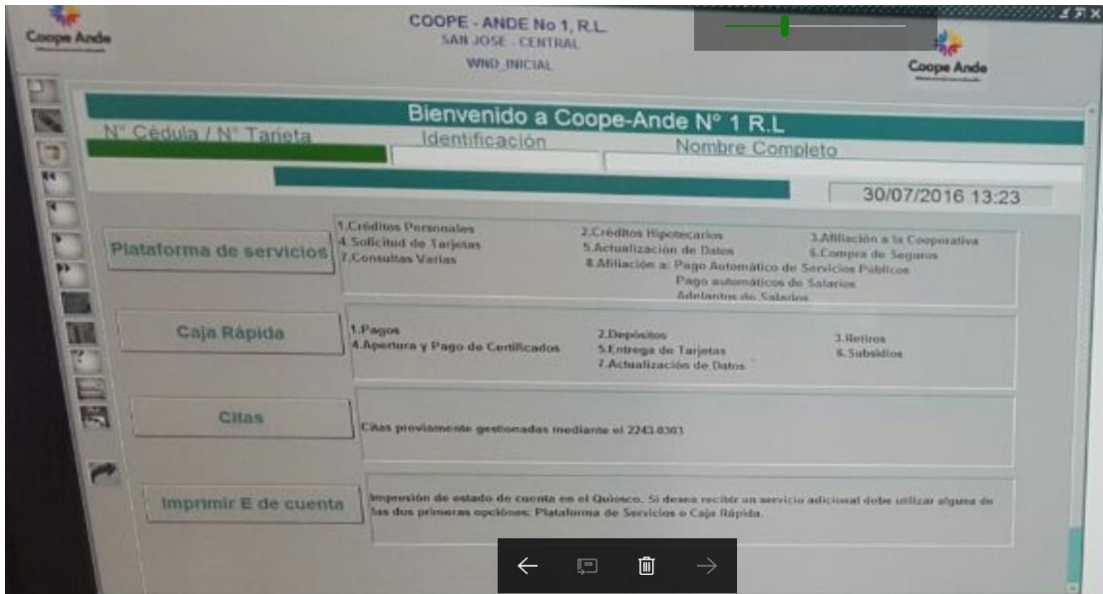 Coope Ande
COOPE - ANDE No 1, R.L.
SAN JOSE - CENTRAL
WND_INICIAL
Coope Ande
Bienvenido a Coope-Ande N° 1 R.L
N° Cédula / N° Tarjeta Identificación Nombre Completo
30/07/2016 13:23
Plataforma de servicios
1.Créditos Personales 2.Créditos Hipotecarios 3.Afiliación a la Cooperativa
4.Solicitud de Tarjetas 5.Actualización de Datos 6.Compra de Seguros
7.Consultas Varias 8.Afiliación a: Pago Automático de Servicios Públicos
Pago automáticos de Salarios
Adelantos de Salarios
Caja Rápida
1.Pagos 2.Depósitos 3.Retiros
4.Apertura y Pago de Certificados 5.Entrega de Tarjetas 6.Subsidios
7.Actualización de Datos
Citas
Citas proviamente gestionadas mediante el 2243-0303
Imprimir E de cuenta
Impresión de estado de cuenta en el Quiosco. Si desea recibir un servicio adicional debe utilizar alguna de
las dos primeras opciónes: Plataforma de Servicios o Caja Rápida.